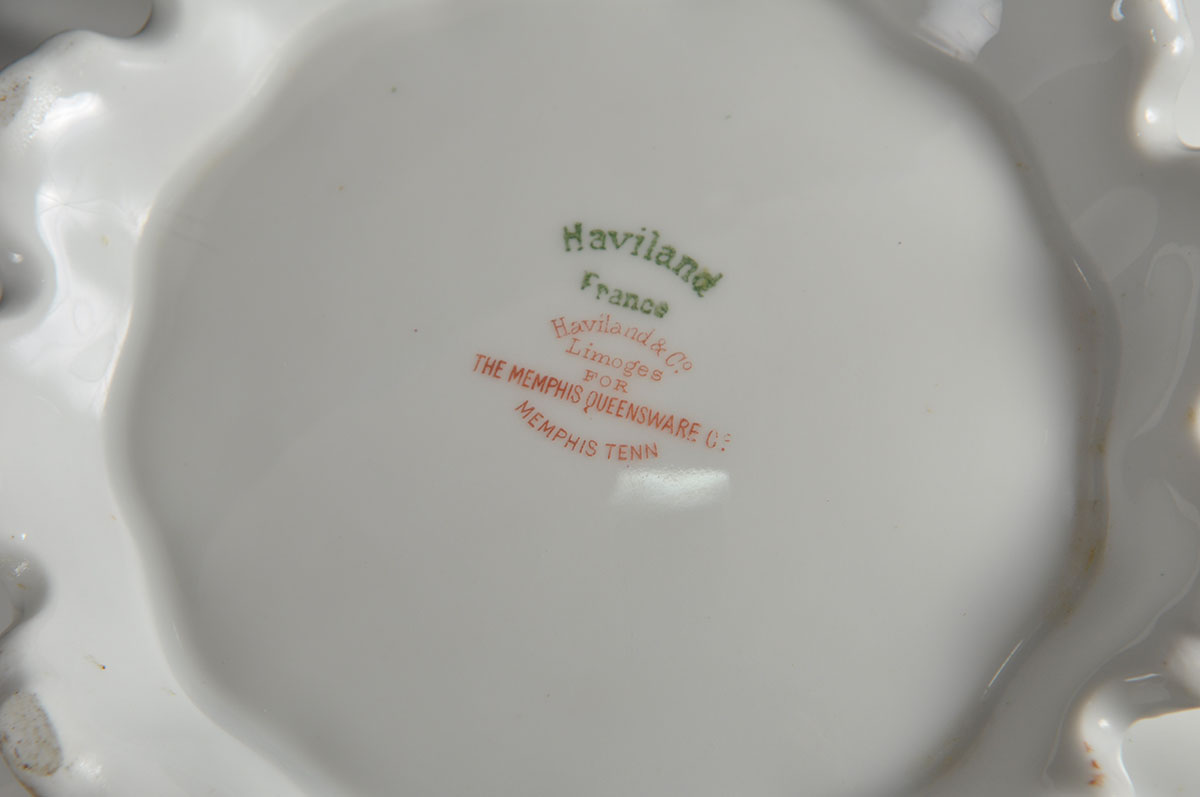 Haviland
France
Haviland & Co
Limoges
FOR
THE MEMPHIS QUEENSWARE Co.
MEMPHIS TENN